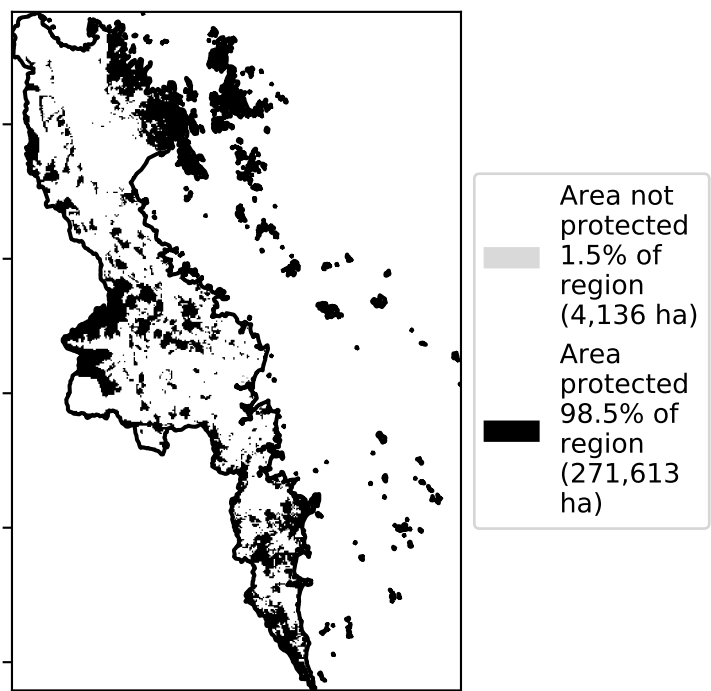 Area not
protected
1.5% of
region
(4,136 ha)
Area
protected
98.5% of
region
(271,613
ha)